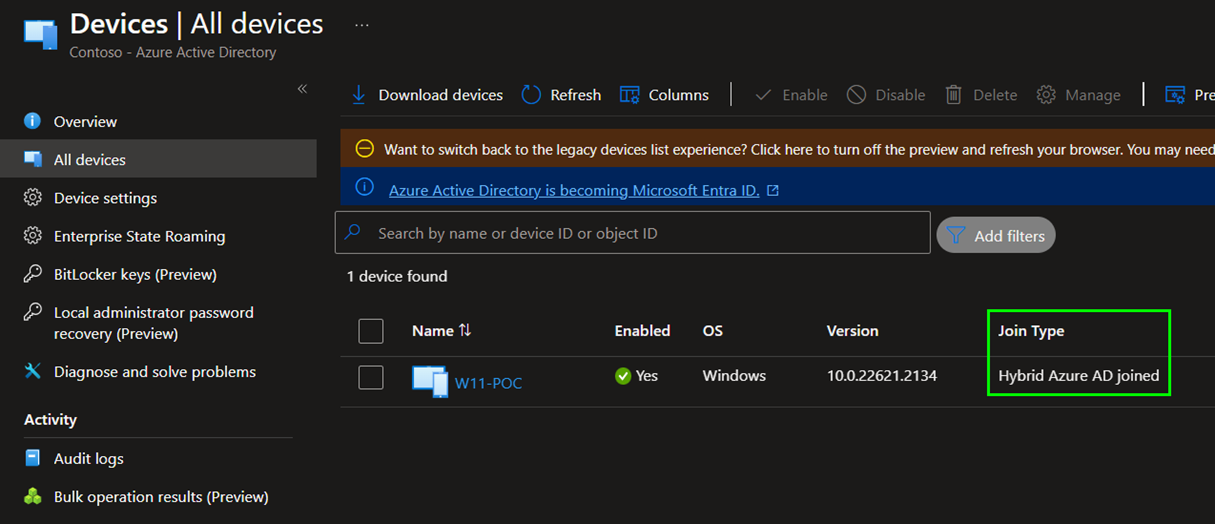 Devices | All devices ...
Contoso - Azure Active Directory
«
Overview
All devices
Device settings
Enterprise State Roaming
BitLocker keys (Preview)
Local administrator password
recovery (Preview)
Diagnose and solve problems
Activity
Audit logs
Bulk operation results (Preview)
Download devices Refresh Columns Enable Disable Delete Manage Pre
Want to switch back to the legacy devices list experience? Click here to turn off the preview and refresh your browser. You may need
Azure Active Directory is becoming Microsoft Entra ID.
Search by name or device ID or object ID Add filters
1 device found
Name Enabled OS Version Join Type
W11-POC Yes Windows 10.0.22621.2134 Hybrid Azure AD joined